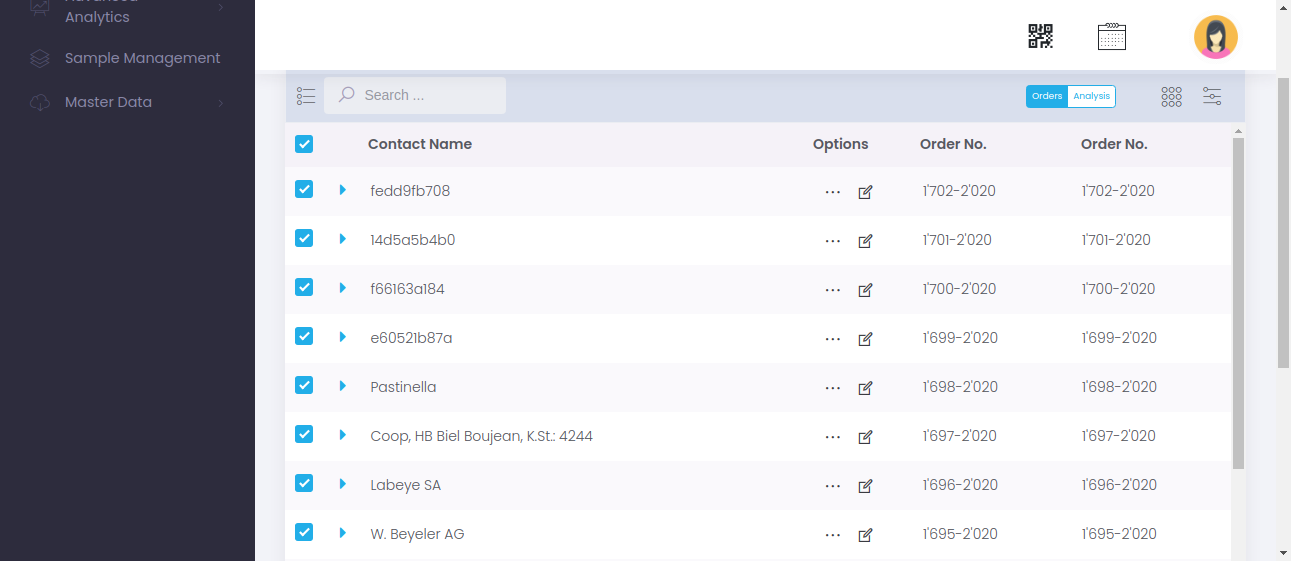 Advanced
Analytics
Sample Management
Master Data
Search ...
Orders Analysis
Contact Name Options Order No. Order No.
fedd9fb708 ... 1'702-2'020 1'702-2'020
14d5a5b4b0 ... 1'701-2'020 1'701-2'020
f66163a184 ... 1'700-2'020 1'700-2'020
e60521b87a ... 1'699-2'020 1'699-2'020
Pastinella ... 1'698-2'020 1'698-2'020
Coop, HB Biel Boujean, K.St.: 4244 ... 1'697-2'020 1'697-2'020
Labeye SA ... 1'696-2'020 1'696-2'020
W. Beyeler AG ... 1'695-2'020 1'695-2'020